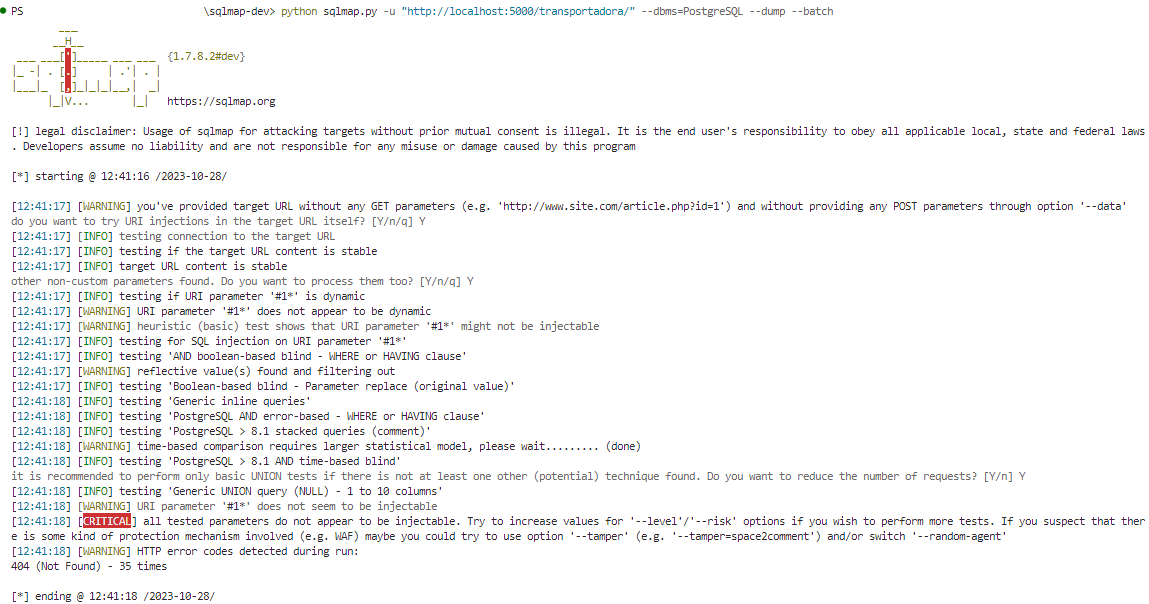 PS \sqlmap-dev> python sqlmap.py -u "http://localhost:5000/transportadora/" --dbms=PostgreSQL --dump --batch
        ___
       __H__
 ___ ___[']_____ ___ ___  {1.7.8.2#dev}
|_ -| . [.]     | .'| . |
|___|_  [,]_|_|_|__,|  _|
      |_|V...       |_|   https://sqlmap.org
[!] legal disclaimer: Usage of sqlmap for attacking targets without prior mutual consent is illegal. It is the end user's responsibility to obey all applicable local, state and federal laws
. Developers assume no liability and are not responsible for any misuse or damage caused by this program
[*] starting @ 12:41:16 /2023-10-28/
[12:41:17] [WARNING] you've provided target URL without any GET parameters (e.g. 'http://www.site.com/article.php?id=1') and without providing any POST parameters through option '--data'
do you want to try URI injections in the target URL itself? [Y/n/q] Y
[12:41:17] [INFO] testing connection to the target URL
[12:41:17] [INFO] testing if the target URL content is stable
[12:41:17] [INFO] target URL content is stable
other non-custom parameters found. Do you want to process them too? [Y/n/q] Y
[12:41:17] [INFO] testing if URI parameter '#1*' is dynamic
[12:41:17] [WARNING] URI parameter '#1*' does not appear to be dynamic
[12:41:17] [WARNING] heuristic (basic) test shows that URI parameter '#1*' might not be injectable
[12:41:17] [INFO] testing for SQL injection on URI parameter '#1*'
[12:41:17] [INFO] testing 'AND boolean-based blind - WHERE or HAVING clause'
[12:41:17] [WARNING] reflective value(s) found and filtering out
[12:41:17] [INFO] testing 'Boolean-based blind - Parameter replace (original value)'
[12:41:18] [INFO] testing 'Generic inline queries'
[12:41:18] [INFO] testing 'PostgreSQL AND error-based - WHERE or HAVING clause'
[12:41:18] [INFO] testing 'PostgreSQL > 8.1 stacked queries (comment)'
[12:41:18] [WARNING] time-based comparison requires larger statistical model, please wait......... (done)
[12:41:18] [INFO] testing 'PostgreSQL > 8.1 AND time-based blind'
it is recommended to perform only basic UNION tests if there is not at least one other (potential) technique found. Do you want to reduce the number of requests? [Y/n] Y
[12:41:18] [INFO] testing 'Generic UNION query (NULL) - 1 to 10 columns'
[12:41:18] [WARNING] URI parameter '#1*' does not seem to be injectable
[12:41:18] [CRITICAL] all tested parameters do not appear to be injectable. Try to increase values for '--level'/'--risk' options if you wish to perform more tests. If you suspect that ther
e is some kind of protection mechanism involved (e.g. WAF) maybe you could try to use option '--tamper' (e.g. '--tamper=space2comment') and/or switch '--random-agent'
[12:41:18] [WARNING] HTTP error codes detected during run:
404 (Not Found) - 35 times
[*] ending @ 12:41:18 /2023-10-28/